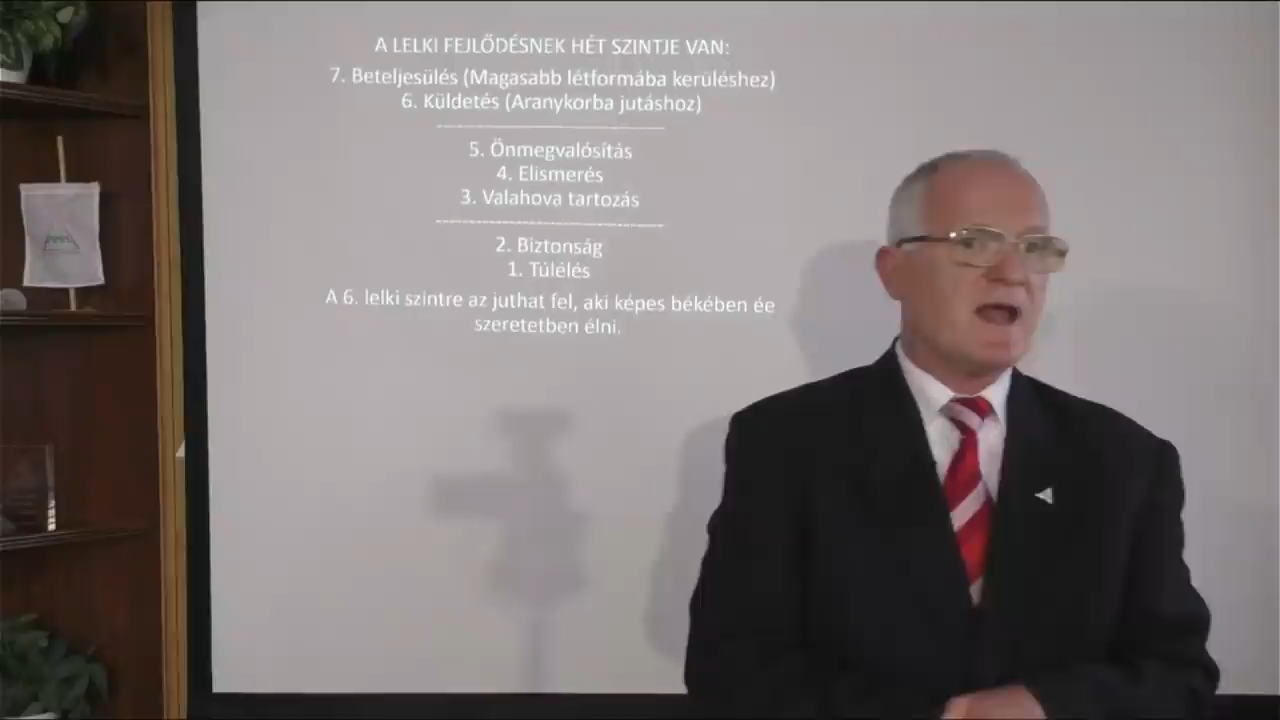 A LELKI FEJLŐDÉSNEK HÉT SZINTJE VAN:
7. Beteljesülés (Magasabb létformába kerüléshez)
6. Küldetés (Aranykorba jutáshoz)
--------------------------------------
5. Önmegvalósítás
4. Elismerés
3. Valahova tartozás
--------------------------------------
2. Biztonság
1. Túlélés
A 6. lelki szintre az juthat fel, aki képes békében ée
szeretetben élni.